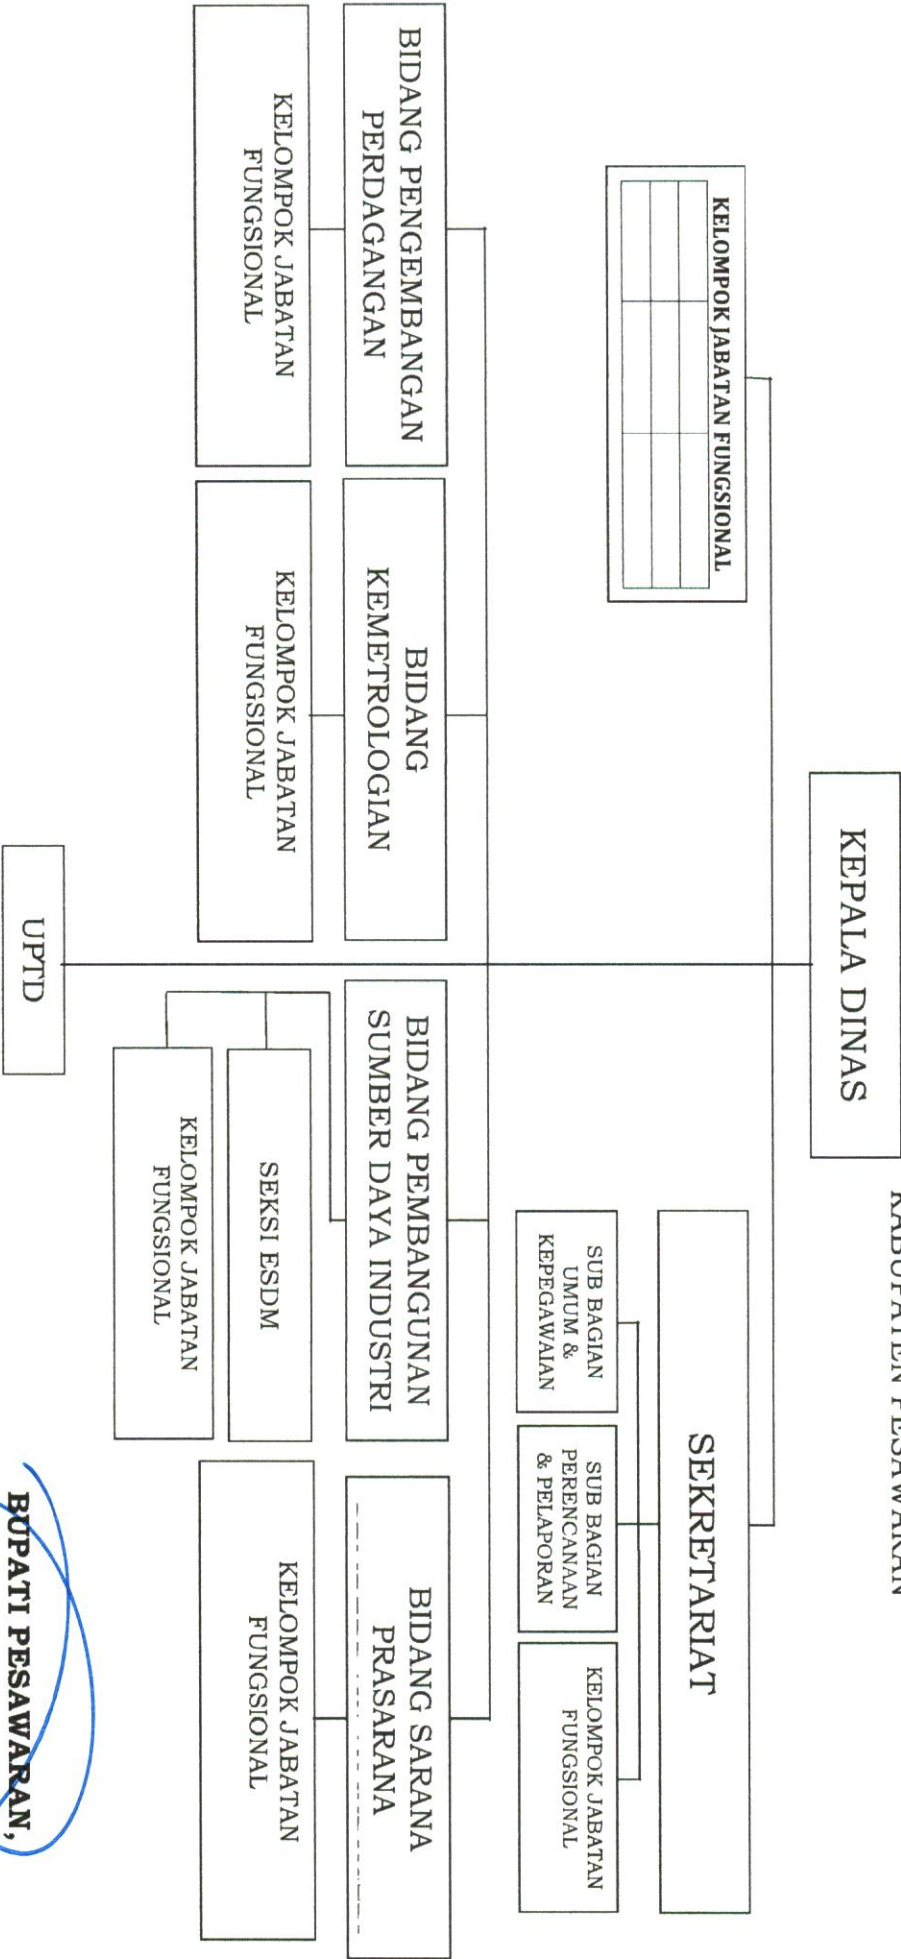 KABUPATEN PESAWARAN
KEPALA DINAS
KELOMPOK JABATAN FUNGSIONAL
SEKRETARIAT
SUB BAGIAN
UMUM &
KEPEGAWAIAN
SUB BAGIAN
PERENCANAAN
& PELAPORAN
KELOMPOK JABATAN
FUNGSIONAL
BIDANG PENGEMBANGAN
PERDAGANGAN
BIDANG
KEMETROLOGIAN
BIDANG PEMBANGUNAN
SUMBER DAYA INDUSTRI
BIDANG SARANA
PRASARANA
KELOMPOK JABATAN
FUNGSIONAL
KELOMPOK JABATAN
FUNGSIONAL
SEKSI ESDM
KELOMPOK JABATAN
FUNGSIONAL
KELOMPOK JABATAN
FUNGSIONAL
UPTD
BUPATI PESAWARAN,